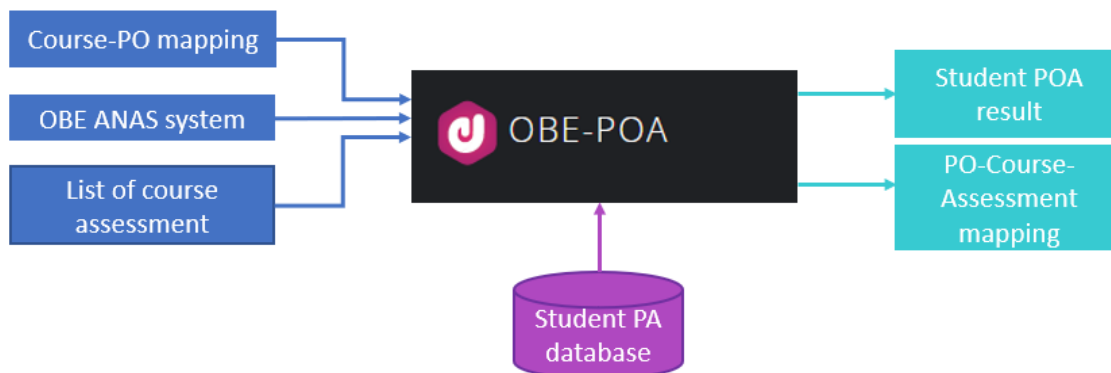 Course-PO mapping
OBE ANAS system
List of course
assessment
OBE-POA
Student PA
database
Student POA
result
PO-Course-
Assessment
mapping